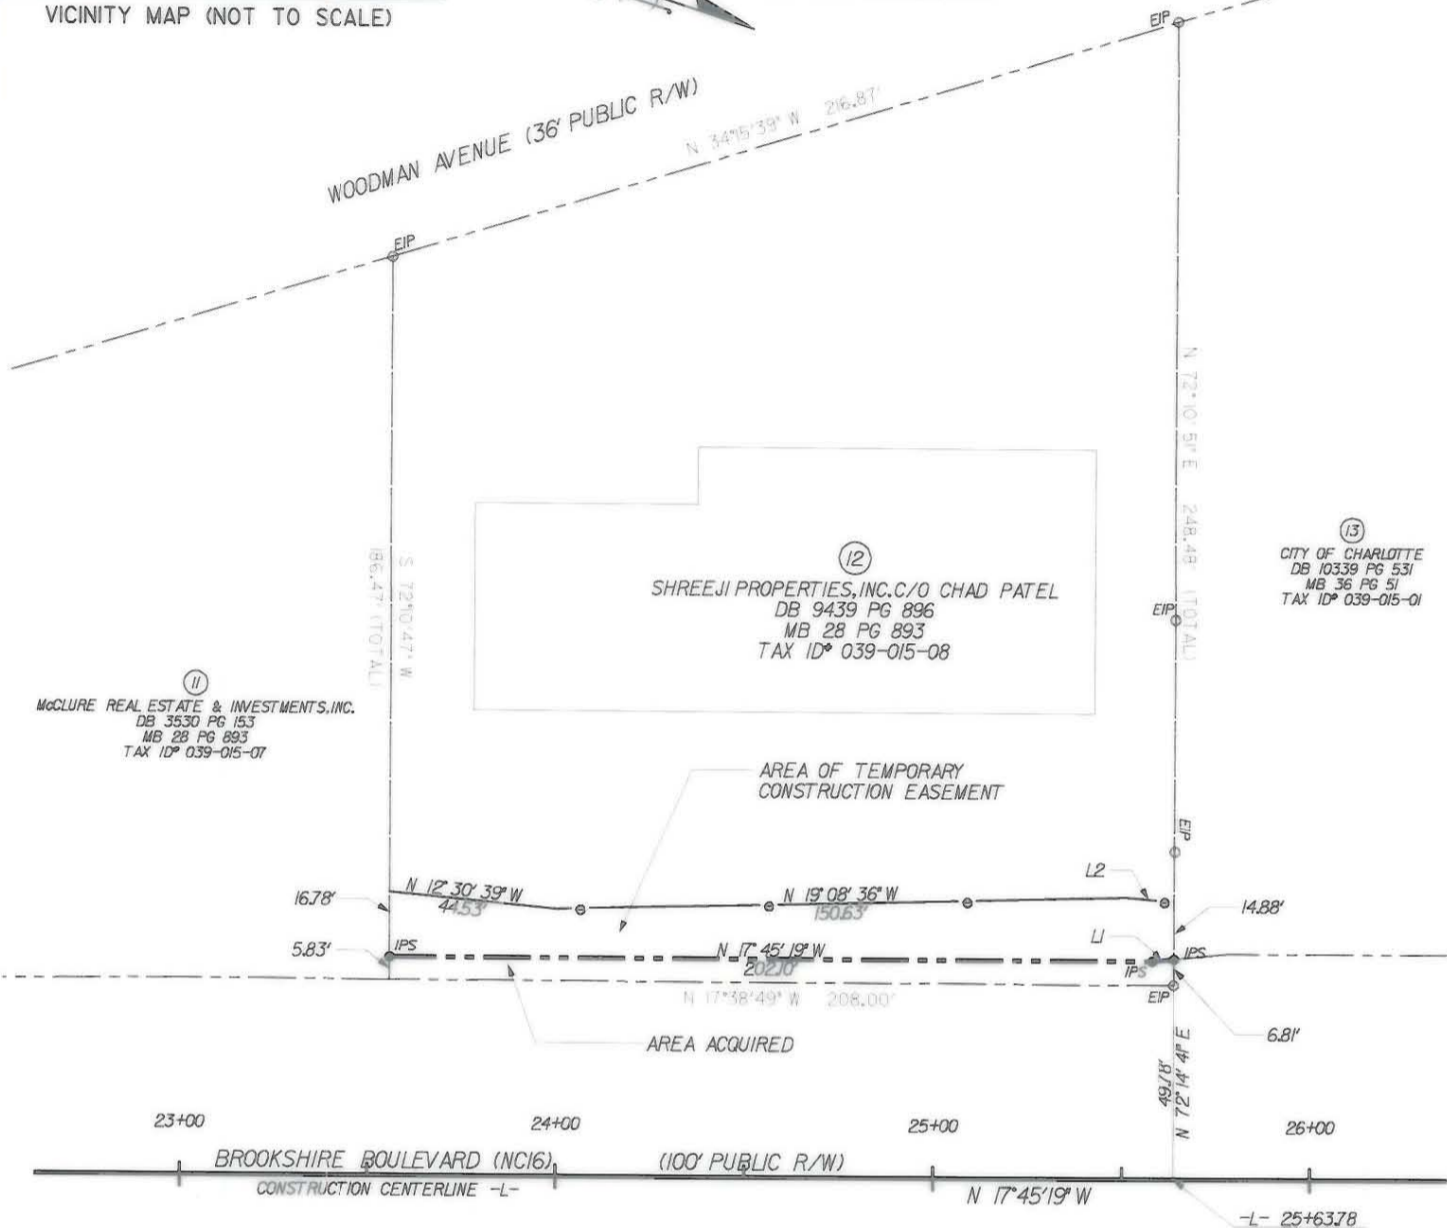 VICINITY MAP (NOT TO SCALE)
EIP
WOODMAN AVENUE (36' PUBLIC R/W)
N 34°15'39" W 216.87'
EIP
N 72°10'51" E 248.48' (TOTAL)
S 72°10'47" W
186.47' (TOTAL)
12
SHREEJI PROPERTIES,INC.C/O CHAD PATEL
DB 9439 PG 896
MB 28 PG 893
TAX ID# 039-015-08
13
CITY OF CHARLOTTE
DB 10339 PG 531
MB 36 PG 51
TAX ID# 039-015-01
EIP
11
McCLURE REAL ESTATE & INVESTMENTS,INC.
DB 3530 PG 153
MB 28 PG 893
TAX ID# 039-015-07
AREA OF TEMPORARY
CONSTRUCTION EASEMENT
EIP
L2
16.78'
N 12°30'39" W
44.53'
N 19°08'36" W
150.63'
14.88'
L1
5.83'
IPS
N 17°45'19" W
202.10'
IPS
IPS
N 17°38'49" W 208.00'
EIP
AREA ACQUIRED
6.81'
49.18'
N 72°14'41" E
23+00
24+00
25+00
26+00
BROOKSHIRE BOULEVARD (NC16) (100' PUBLIC R/W)
CONSTRUCTION CENTERLINE -L-
N 17°45'19" W
-L- 25+63.78